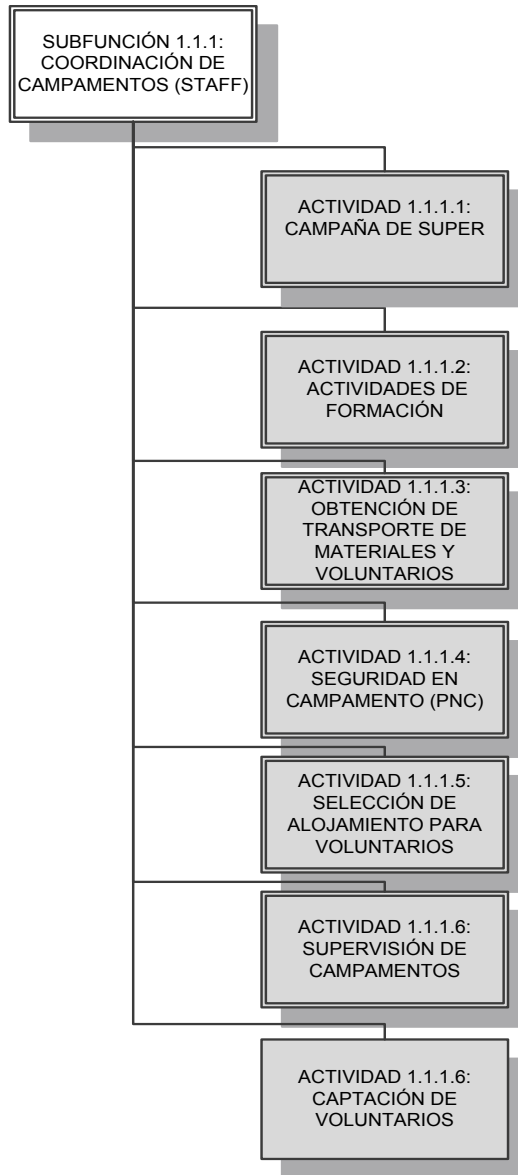 SUBFUNCIÓN 1.1.1:
COORDINACIÓN DE
CAMPAMENTOS (STAFF)
ACTIVIDAD 1.1.1.1:
CAMPAÑA DE SUPER
ACTIVIDAD 1.1.1.2:
ACTIVIDADES DE
FORMACIÓN
ACTIVIDAD 1.1.1.3:
OBTENCIÓN DE
TRANSPORTE DE
MATERIALES Y
VOLUNTARIOS
ACTIVIDAD 1.1.1.4:
SEGURIDAD EN
CAMPAMENTO (PNC)
ACTIVIDAD 1.1.1.5:
SELECCIÓN DE
ALOJAMIENTO PARA
VOLUNTARIOS
ACTIVIDAD 1.1.1.6:
SUPERVISIÓN DE
CAMPAMENTOS
ACTIVIDAD 1.1.1.6:
CAPTACIÓN DE
VOLUNTARIOS